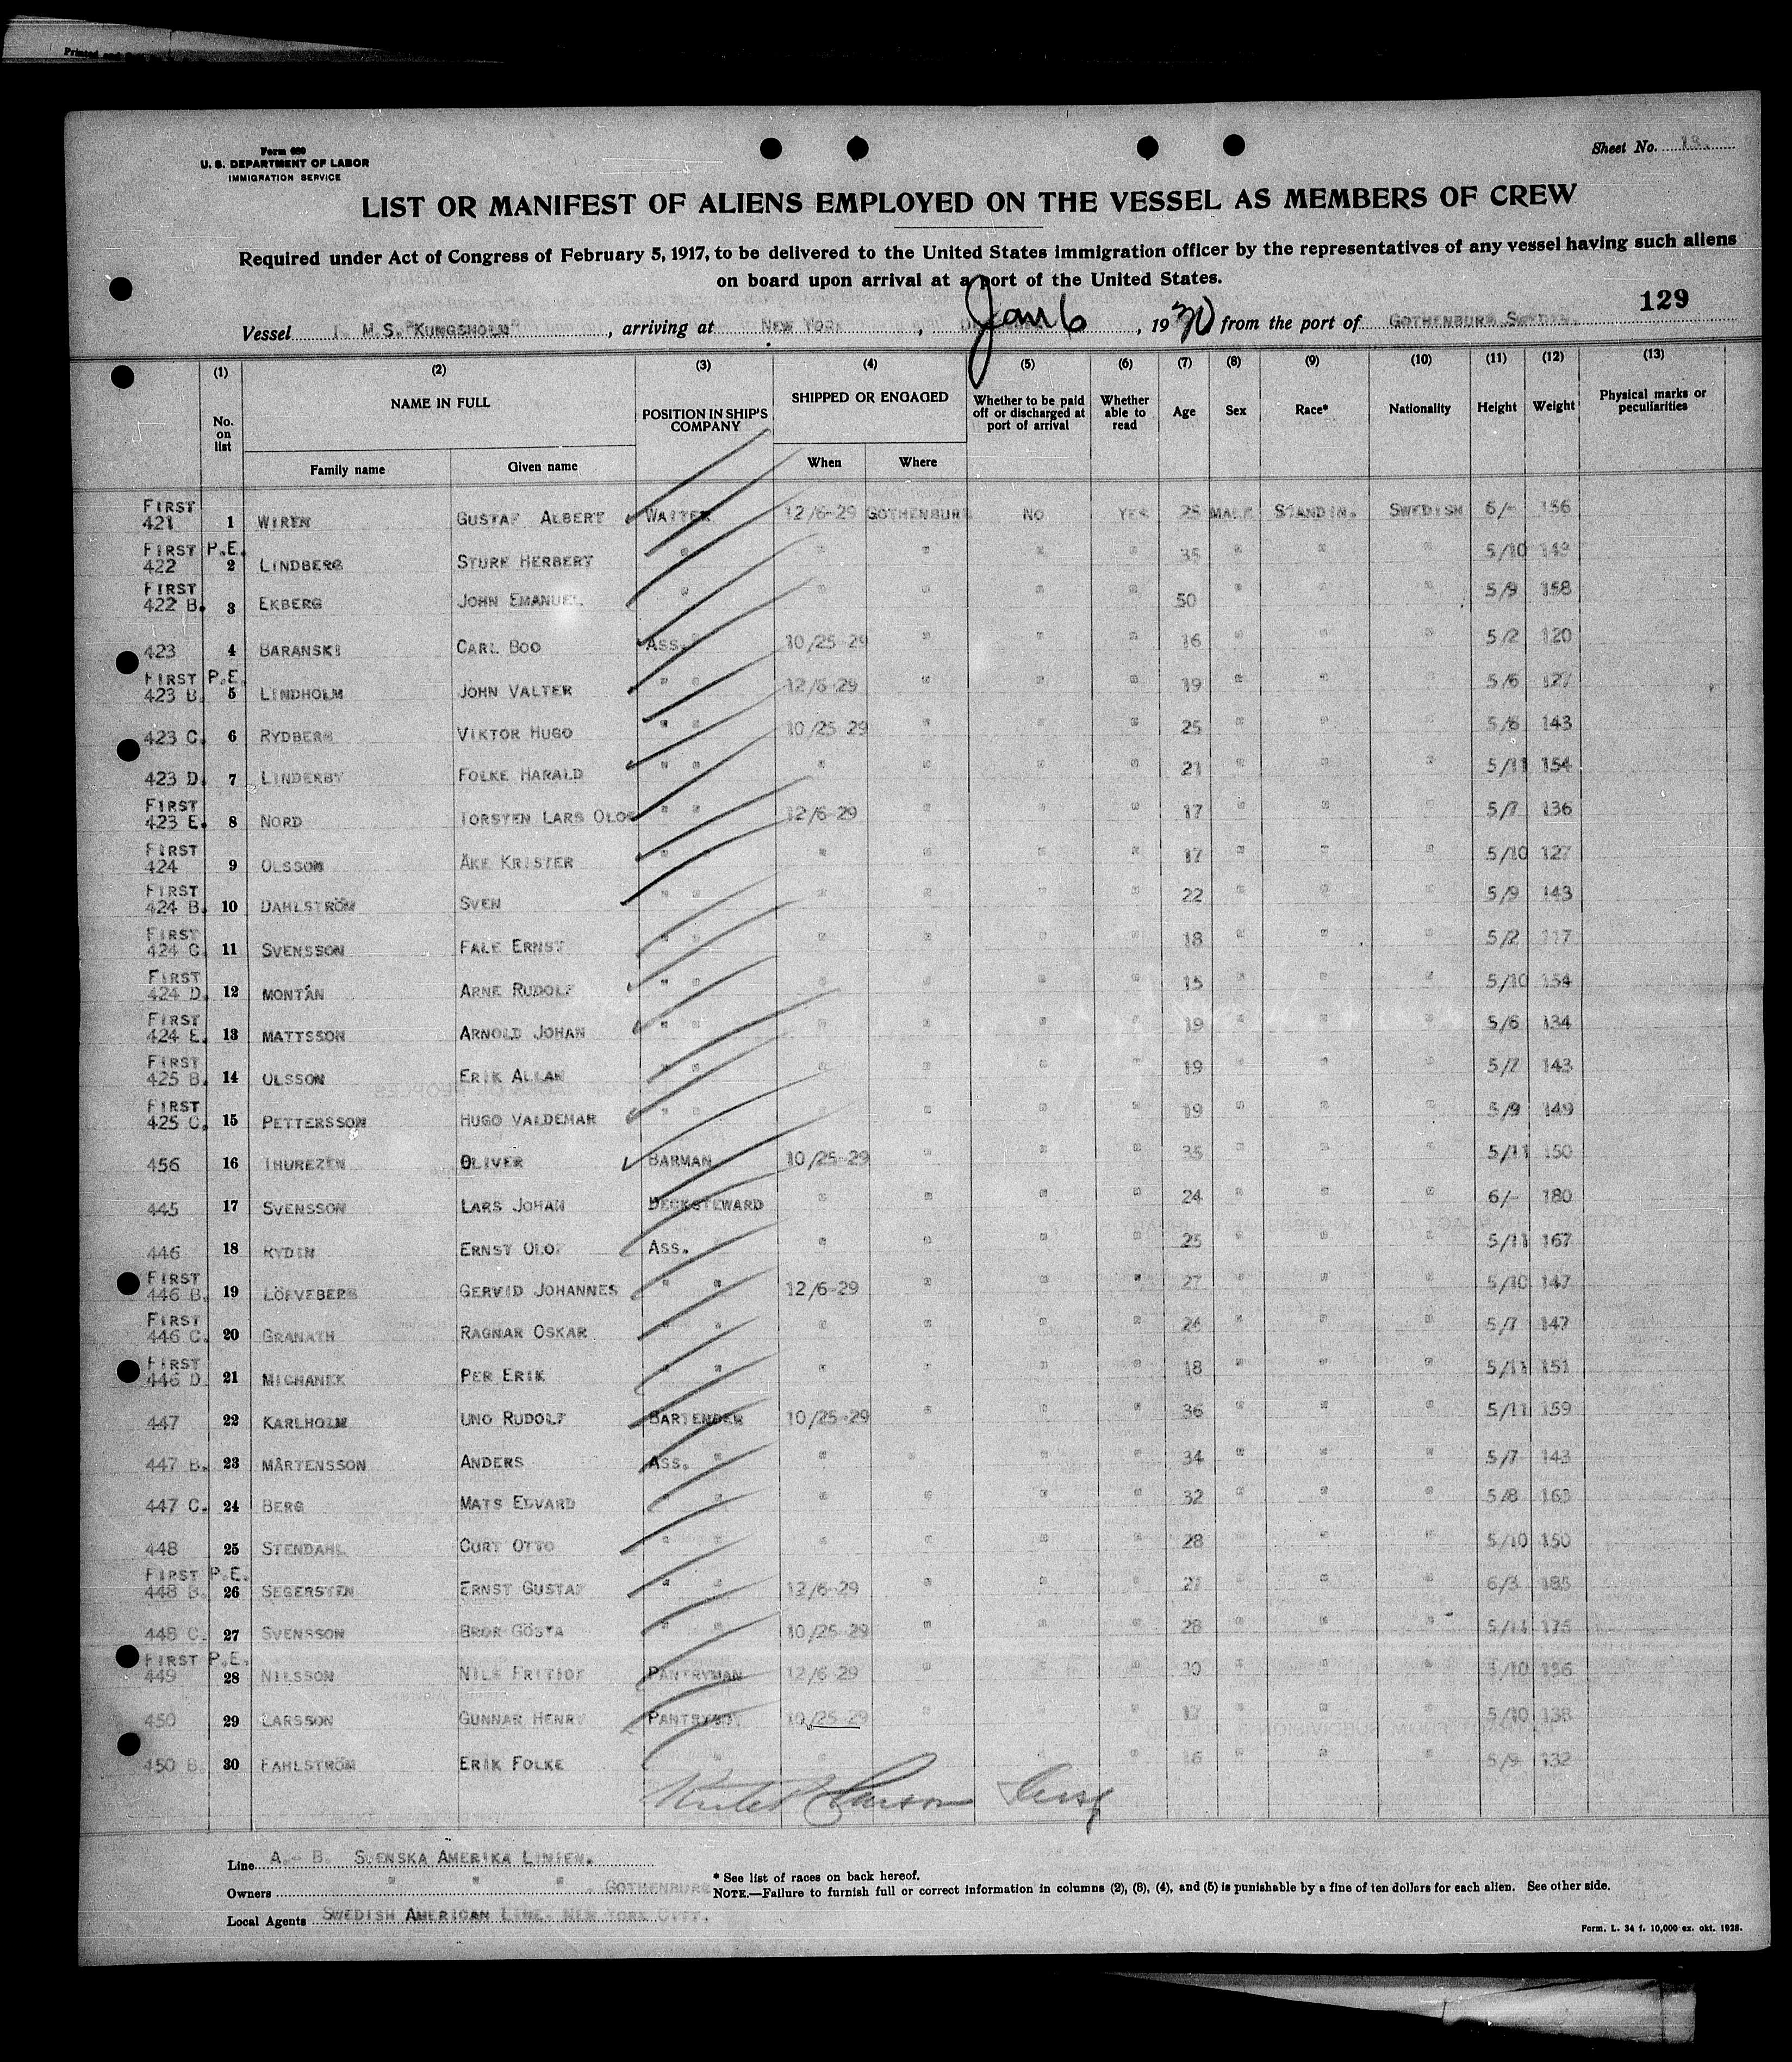 Form 680
U. S. DEPARTMENT OF LABOR
IMMIGRATION SERVICE
Sheet No. 13.
LIST OR MANIFEST OF ALIENS EMPLOYED ON THE VESSEL AS MEMBERS OF CREW
Required under Act of Congress of February 5, 1917, to be delivered to the United States immigration officer by the representatives of any vessel having such aliens
on board upon arrival at a port of the United States.
129
Vessel M.S. "KUNGSHOLM", arriving at NEW YORK, Jan 6, 1930 from the port of GOTHENBURG SWEDEN.
(1) (2) (3) (4) (5) (6) (7) (8) (9) (10) (11) (12) (13)
No. on list NAME IN FULL POSITION IN SHIP'S COMPANY SHIPPED OR ENGAGED Whether to be paid off or discharged at port of arrival Whether able to read Age Sex Race* Nationality Height Weight Physical marks or peculiarities
Family name Given name When Where
FIRST 421 1 WIREN GUSTAF ALBERT WAITER 12/6-29 GOTHENBURG NO YES 25 MALE SCANDIN. SWEDISH 6/- 156
FIRST P.E. 422 2 LINDBERG STURE HERBERT " " " " " 35 " " " 5/10 143
FIRST 422 B. 3 EKBERG JOHN EMANUEL " " " " " 50 " " " 5/9 158
423 4 BARANSKI CARL BOO ASS. " 10/25-29 " " " 16 " " " 5/2 120
FIRST P.E. 423 B. 5 LINDHOLM JOHN VALTER " " 12/6-29 " " " 19 " " " 5/6 127
423 C. 6 RYDBERG VIKTOR HUGO " " 10/25-29 " " " 25 " " " 5/6 143
423 D. 7 LINDERBY FOLKE HARALD " " " " " " 21 " " " 5/11 154
FIRST 423 E. 8 NORD TORSTEN LARS OLOF " " 12/6-29 " " " 17 " " " 5/7 136
FIRST 424 9 OLSSON ÅKE KRISTER " " " " " " 17 " " " 5/10 127
FIRST 424 B. 10 DAHLSTRÖM SVEN " " " " " " 22 " " " 5/9 143
FIRST 424 C. 11 SVENSSON FALE ERNST " " " " " " 18 " " " 5/2 117
FIRST 424 D. 12 MONTÁN ARNE RUDOLF " " " " " " 15 " " " 5/10 154
FIRST 424 E. 13 MATTSSON ARNOLD JOHAN " " " " " " 19 " " " 5/6 134
FIRST 425 B. 14 OLSSON ERIK ALLAN " " " " " " 19 " " " 5/7 143
FIRST 425 C. 15 PETTERSSON HUGO VALDEMAR " " " " " " 19 " " " 5/9 149
456 16 THUREZEN OLIVER BARMAN 10/25-29 " " " 35 " " " 5/11 150
445 17 SVENSSON LARS JOHAN DECKSTEWARD " " " " 24 " " " 6/- 180
446 18 RYDIN ERNST OLOF ASS. " " " " 25 " " " 5/11 167
FIRST 446 B. 19 LÖFVEBERG GERVID JOHANNES " " 12/6-29 " " " 27 " " " 5/10 147
FIRST 446 C. 20 GRANATH RAGNAR OSKAR " " " " " " 26 " " " 5/7 147
FIRST 446 D 21 MICHANEK PER ERIK " " " " " " 18 " " " 5/11 151
447 22 KARLHOLM UNO RUDOLF BARTENDER 10/25-29 " " " 36 " " " 5/11 159
447 B. 23 MÅRTENSSON ANDERS ASS. " " " " " 34 " " " 5/7 143
447 C. 24 BERG MATS EDVARD " " " " " " 32 " " " 5/8 163
448 25 STENDAHL CURT OTTO " " " " " " 28 " " " 5/10 150
FIRST P.E. 448 B. 26 SEGERSTEN ERNST GUSTAF " " 12/6-29 " " " 27 " " " 6/3 185
448 C. 27 SVENSSON BROR GÖSTA " " 10/25-29 " " " 28 " " " 5/11 176
FIRST P.E. 449 28 NILSSON NILS FRITIOF PANTRYMAN 12/6-29 " " " 30 " " " 5/10 156
450 29 LARSSON GUNNAR HENRY 10/25-29 " " " 17 " " " 5/10 138
450 B. 30 FAHLSTRÖM ERIK FOLKE " " " " " 16 " " " 5/9 132
Line A.- B. SVENSKA AMERIKA LINIEN.
* See list of races on back hereof.
Owners " " " GOTHENBURG
NOTE.—Failure to furnish full or correct information in columns (2), (3), (4), and (5) is punishable by a fine of ten dollars for each alien. See other side.
Local Agents SWEDISH AMERICAN LINE. NEW YORK CITY.
Form. L. 34 f. 10,000 ex. okt. 1928.